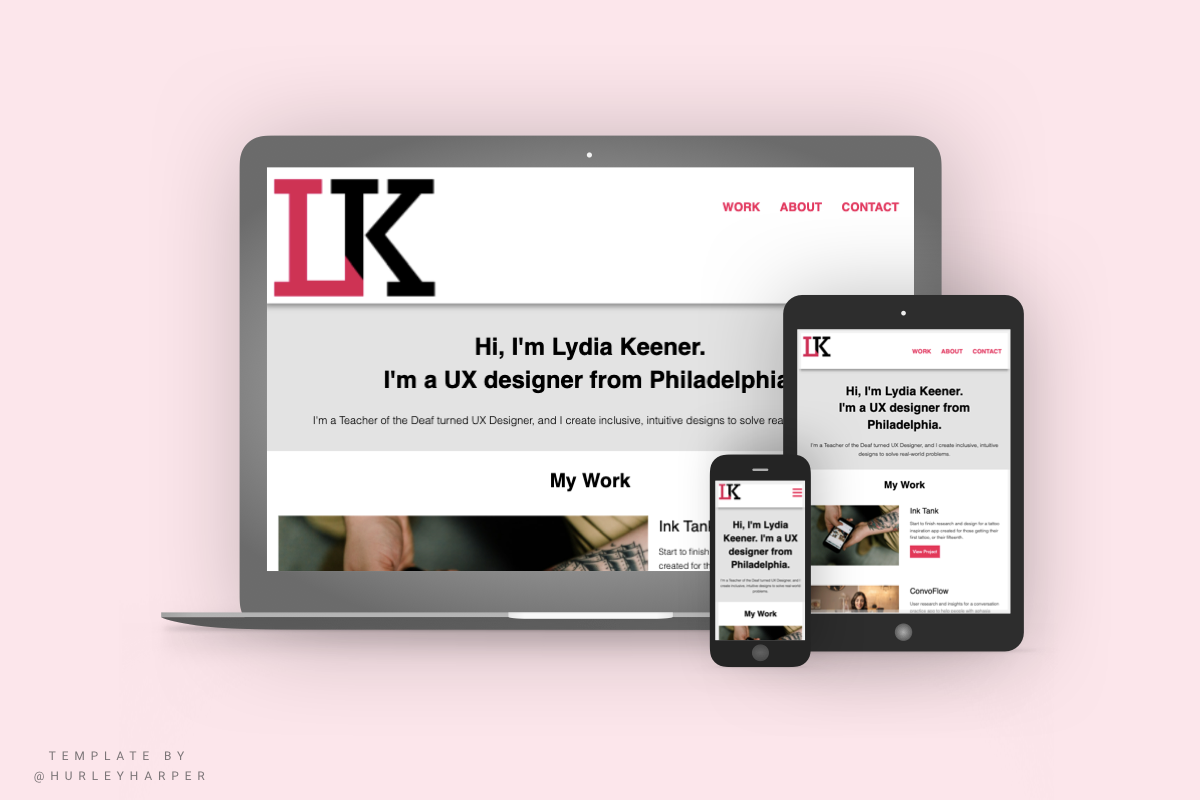 LK
WORK ABOUT CONTACT
Hi, I'm Lydia Keener.
I'm a UX designer from Philadelphia
I'm a Teacher of the Deaf turned UX Designer, and I create inclusive, intuitive designs to solve rea
My Work
Ink Tan
Start to finish
created for th
LK
WORK ABOUT CONTACT
Hi, I'm Lydia Keener.
I'm a UX designer from
Philadelphia.
I'm a Teacher of the Deaf turned UX Designer, and I create inclusive, intuitive
designs to solve real-world problems.
My Work
Ink Tank
Start to finish research and design for a tattoo
inspiration app created for those getting their
first tattoo, or their fifteenth.
View Project
ConvoFlow
User research and insights for a conversation
practice app to help people with aphasia
LK
Hi, I'm Lydia
Keener. I'm a UX
designer from
Philadelphia.
I'm a Teacher of the Deaf turned UX Designer, and I
create inclusive, intuitive designs to solve real-world
problems.
My Work
TEMPLATE BY
@HURLEYHARPER